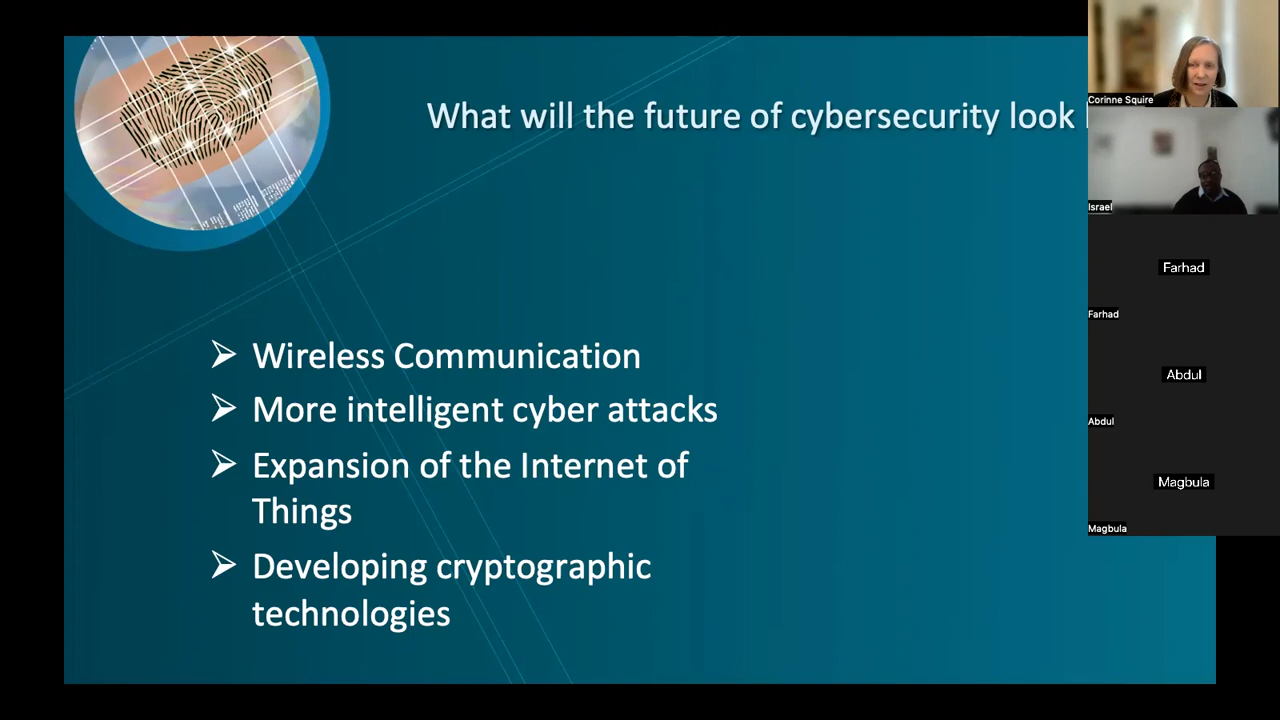 What will the future of cybersecurity look
Wireless Communication
More intelligent cyber attacks
Expansion of the Internet of
Things
Developing cryptographic
technologies
Corinne Squire
Israel
Farhad
Farhad
Abdul
Abdul
Magbula
Magbula